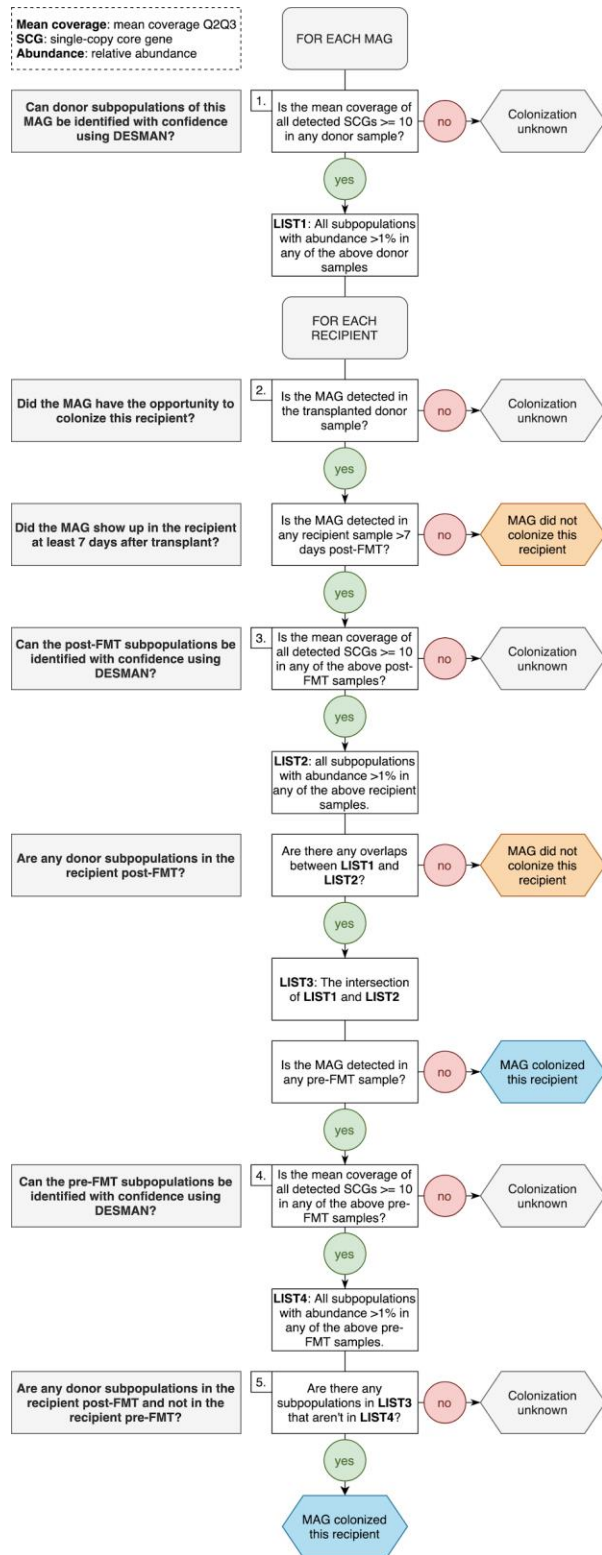 Mean coverage: mean coverage Q2Q3
SCG: single-copy core gene
Abundance: relative abundance
FOR EACH MAG
Can donor subpopulations of this
MAG be identified with confidence
using DESMAN?
1.
Is the mean coverage of
all detected SCGs >= 10
in any donor sample?
no
Colonization
unknown
yes
LIST1: All subpopulations
with abundance >1% in
any of the above donor
samples
FOR EACH
RECIPIENT
Did the MAG have the opportunity to
colonize this recipient?
2.
Is the MAG detected in
the transplanted donor
sample?
no
Colonization
unknown
yes
Did the MAG show up in the recipient
at least 7 days after transplant?
Is the MAG detected in
any recipient sample >7
days post-FMT?
no
MAG did not
colonize this
recipient
yes
Can the post-FMT subpopulations be
identified with confidence using
DESMAN?
3.
Is the mean coverage of
all detected SCGs >= 10
in any of the above post-
FMT samples?
no
Colonization
unknown
yes
LIST2: all subpopulations
with abundance >1% in
any of the above recipient
samples.
Are any donor subpopulations in the
recipient post-FMT?
Are there any overlaps
between LIST1 and
LIST2?
no
MAG did not
colonize this
recipient
yes
LIST3: The intersection
of LIST1 and LIST2
Is the MAG detected in
any pre-FMT sample?
no
MAG colonized
this recipient
yes
Can the pre-FMT subpopulations be
identified with confidence using
DESMAN?
4.
Is the mean coverage of
all detected SCGs >= 10
in any of the above pre-
FMT samples?
no
Colonization
unknown
yes
LIST4: All subpopulations
with abundance >1% in
any of the above pre-
FMT samples.
Are any donor subpopulations in the
recipient post-FMT and not in the
recipient pre-FMT?
5.
Are there any
subpopulations in LIST3
that aren't in LIST4?
no
Colonization
unknown
yes
MAG colonized
this recipient